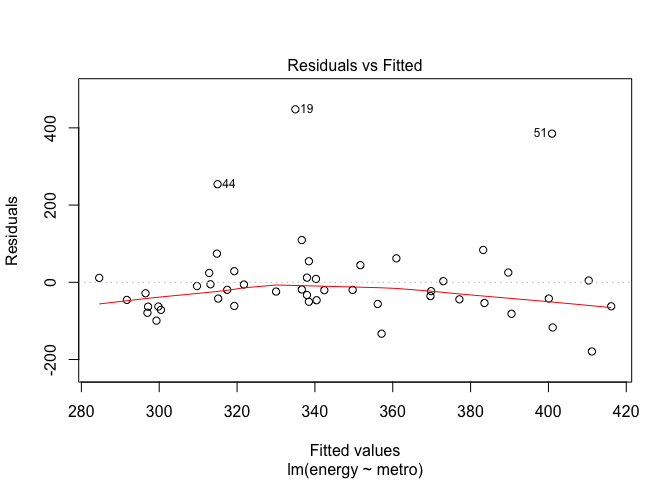 Residuals vs Fitted
Residuals
400
200
0
-200
19
51
44
280 300 320 340 360 380 400 420
Fitted values
lm(energy ~ metro)